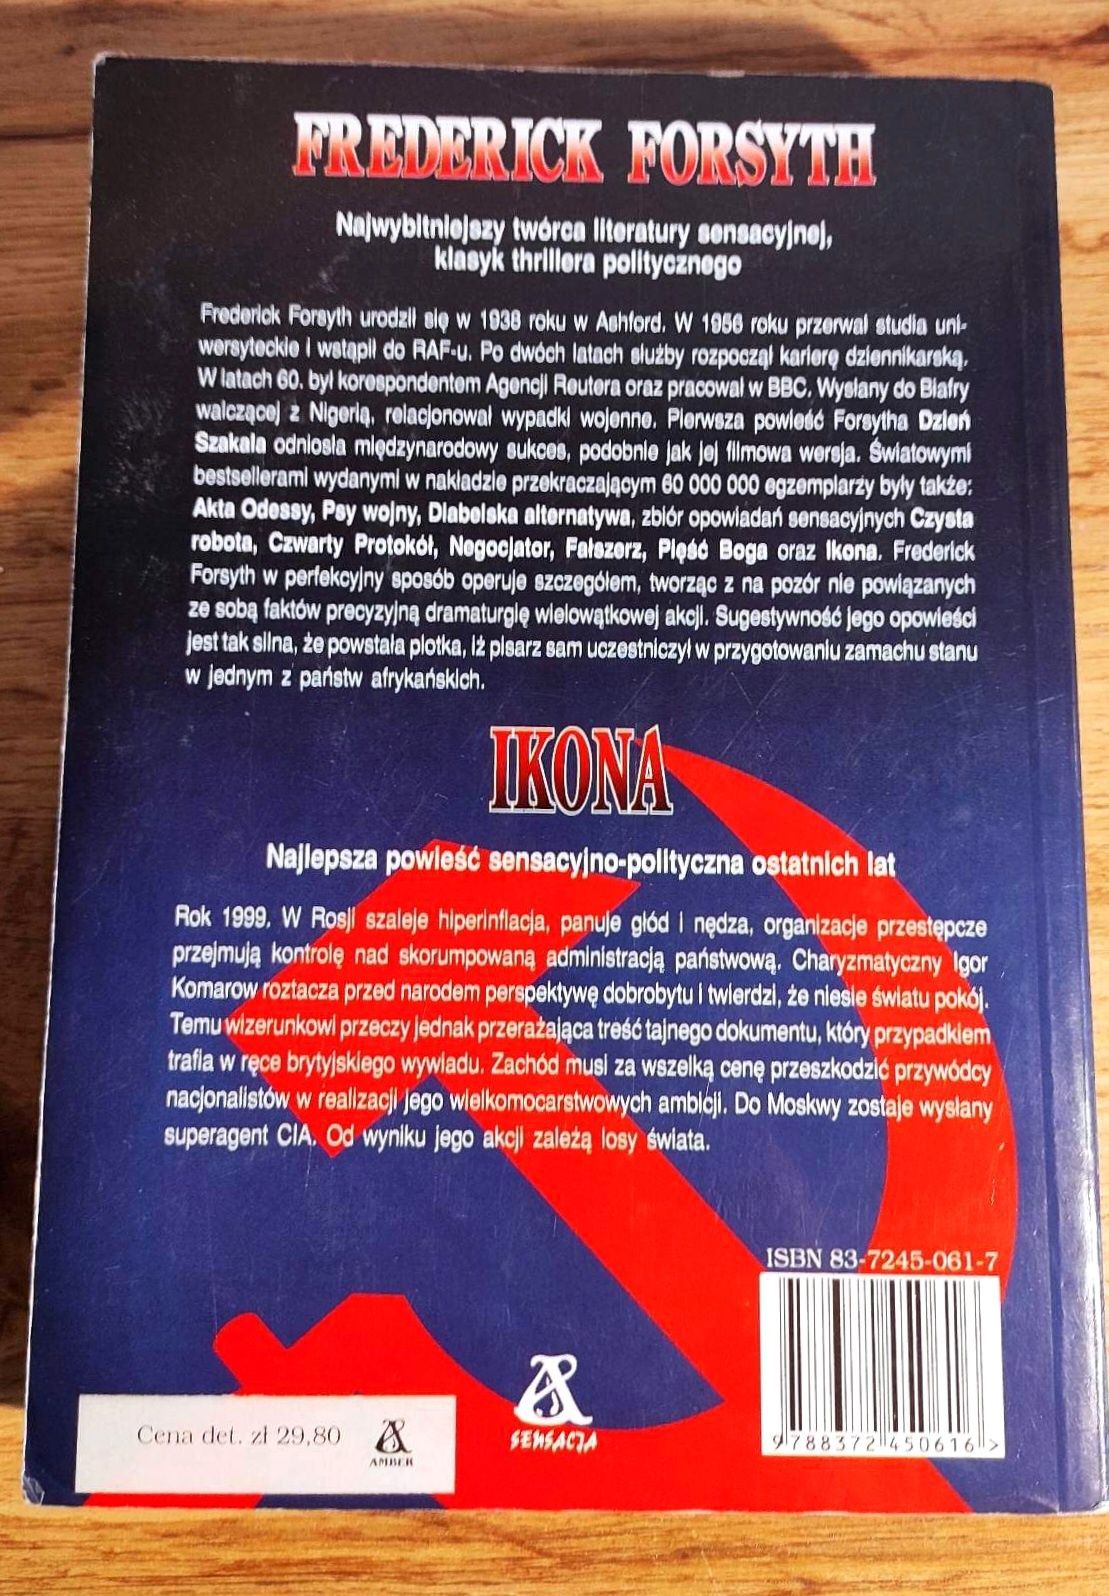 FREDERICK FORSYTH
Najwybitniejszy twórca literatury sensacyjnej,
klasyk thrillera politycznego
Frederick Forsyth urodził się w 1938 roku w Ashford. W 1956 roku przerwał studia uni-
wersyteckie i wstąpił do RAF-u. Po dwóch latach służby rozpoczął karierę dziennikarską.
W latach 60. był korespondentem Agencji Reutera oraz pracował w BBC. Wysłany do Biafry
walczącej z Nigerią, relacjonował wypadki wojenne. Pierwsza powieść Forsytha Dzień
Szakala odniosła międzynarodowy sukces, podobnie jak jej filmowa wersja. Światowymi
bestsellerami wydanymi w nakładzie przekraczającym 60 000 000 egzemplarzy były także:
Akta Odessy, Psy wojny, Diabelska alternatywa, zbiór opowiadań sensacyjnych Czysta
robota, Czwarty Protokół, Negocjator, Fałszerz, Pięść Boga oraz Ikona. Frederick
Forsyth w perfekcyjny sposób operuje szczegółem, tworząc z na pozór nie powiązanych
ze sobą faktów precyzyjną dramaturgię wielowątkowej akcji. Sugestywność jego opowieści
jest tak silna, że powstała plotka, iż pisarz sam uczestniczył w przygotowaniu zamachu stanu
w jednym z państw afrykańskich.
IKONA
Najlepsza powieść sensacyjno-polityczna ostatnich lat
Rok 1999. W Rosji szaleje hiperinflacja, panuje głód i nędza, organizacje przestępcze
przejmują kontrolę nad skorumpowaną administracją państwową. Charyzmatyczny Igor
Komarow roztacza przed narodem perspektywę dobrobytu i twierdzi, że niesie światu pokój.
Temu wizerunkowi przeczy jednak przerażająca treść tajnego dokumentu, który przypadkiem
trafia w ręce brytyjskiego wywiadu. Zachód musi za wszelką cenę przeszkodzić przywódcy
nacjonalistów w realizacji jego wielkomocarstwowych ambicji. Do Moskwy zostaje wysłany
superagent CIA. Od wyniku jego akcji zależą losy świata.
ISBN 83-7245-061-7
9 788372 450616 >
SENSACJA
Cena det. zł 29,80
AMBER